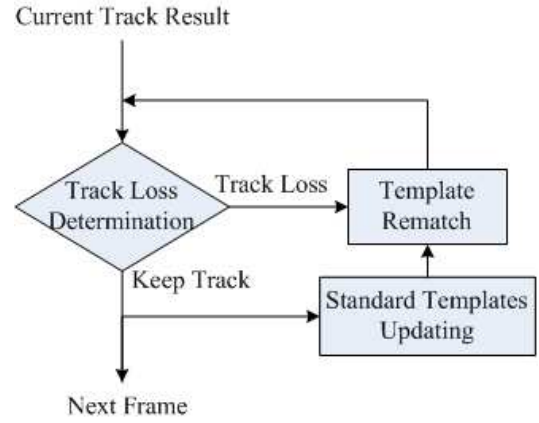 Current Track Result
Track Loss
Determination
Track Loss
Template
Rematch
Keep Track
Standard Templates
Updating
Next Frame